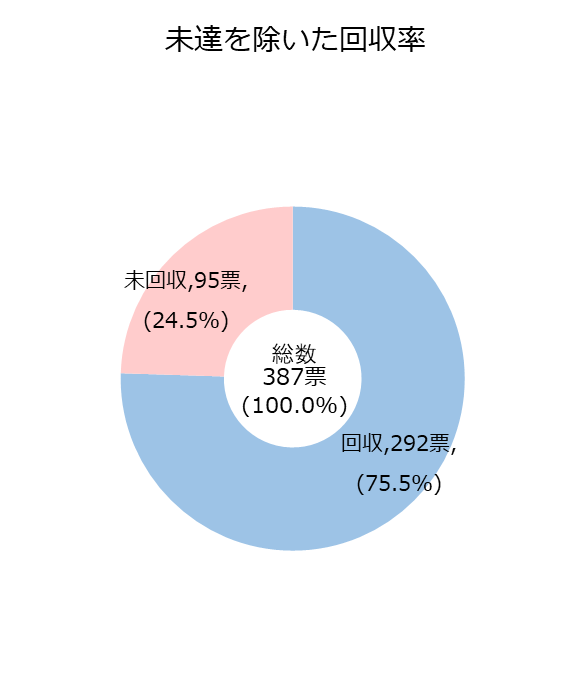 未達を除いた回収率
未回収,95票,
(24.5%)
総数
387票
(100.0%)
回収,292票,
(75.5%)